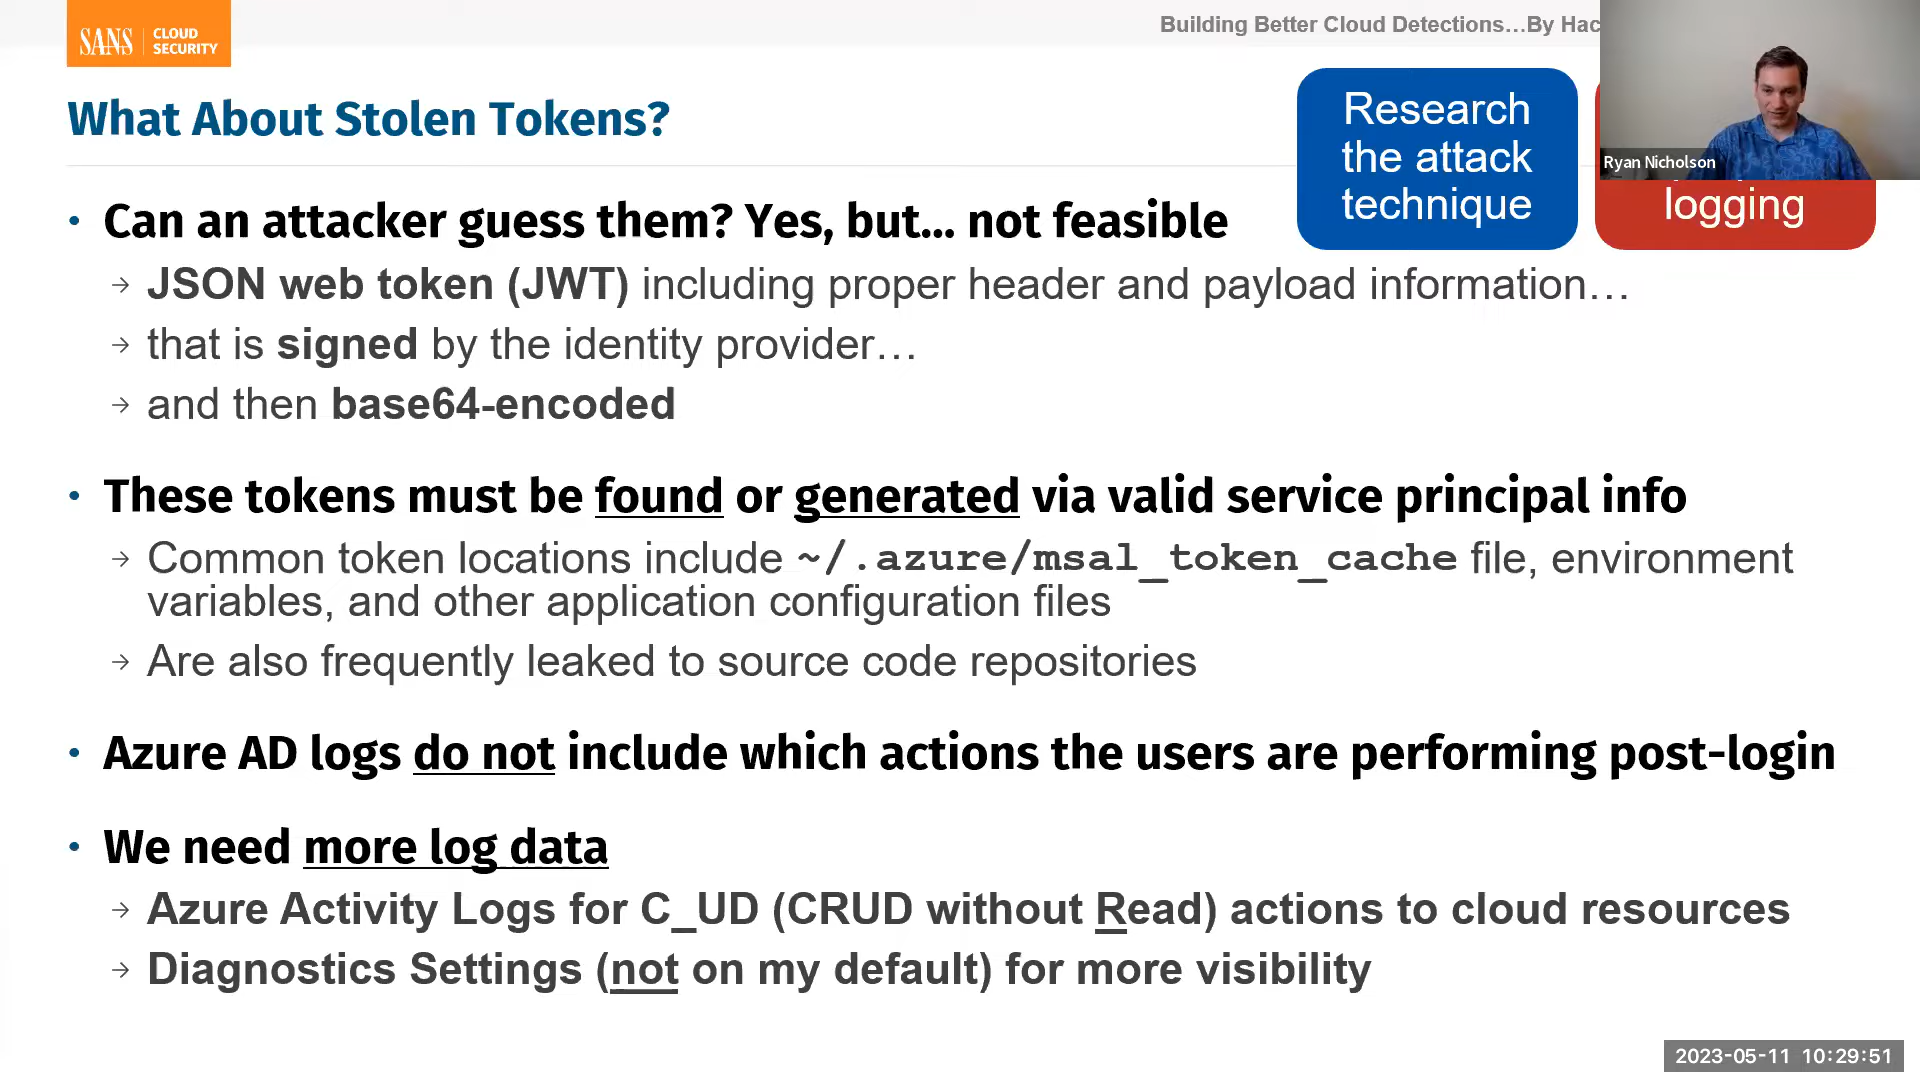 SANS
CLOUD
SECURITY
Building Better Cloud Detections...By Hac
What About Stolen Tokens?
Research
the attack
technique
Ryan Nicholson
logging
• Can an attacker guess them? Yes, but... not feasible
→ JSON web token (JWT) including proper header and payload information...
→ that is signed by the identity provider...
→ and then base64-encoded
• These tokens must be found or generated via valid service principal info
→ Common token locations include ~/.azure/msal_token_cache file, environment
variables, and other application configuration files
→ Are also frequently leaked to source code repositories
• Azure AD logs do not include which actions the users are performing post-login
• We need more log data
→ Azure Activity Logs for C_UD (CRUD without Read) actions to cloud resources
→ Diagnostics Settings (not on my default) for more visibility
2023-05-11 10:29:51